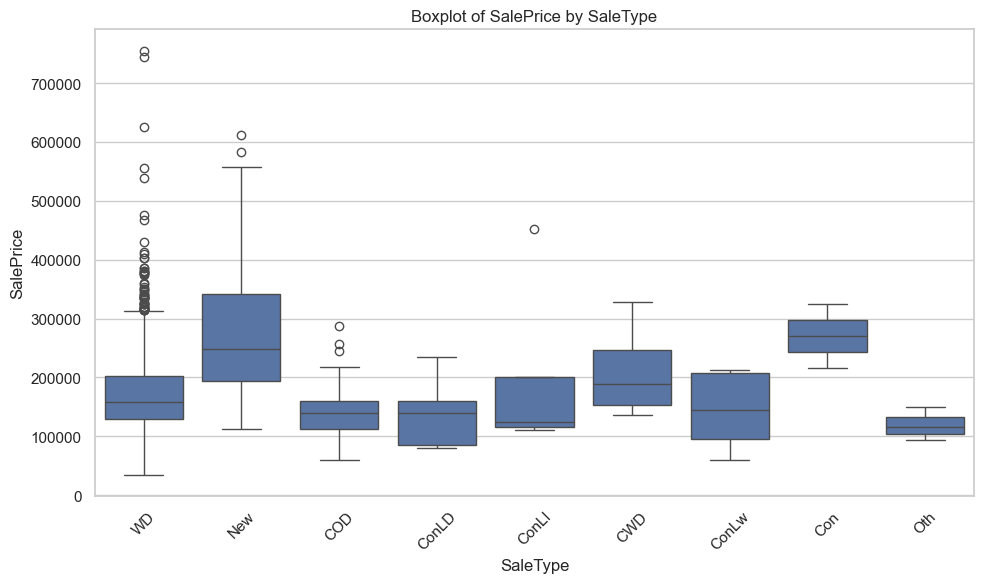 Boxplot of SalePrice by SaleType
SalePrice
700000
600000
500000
400000
300000
200000
100000
0
WD New COD ConLD ConLI CWD ConLw Con Oth
SaleType